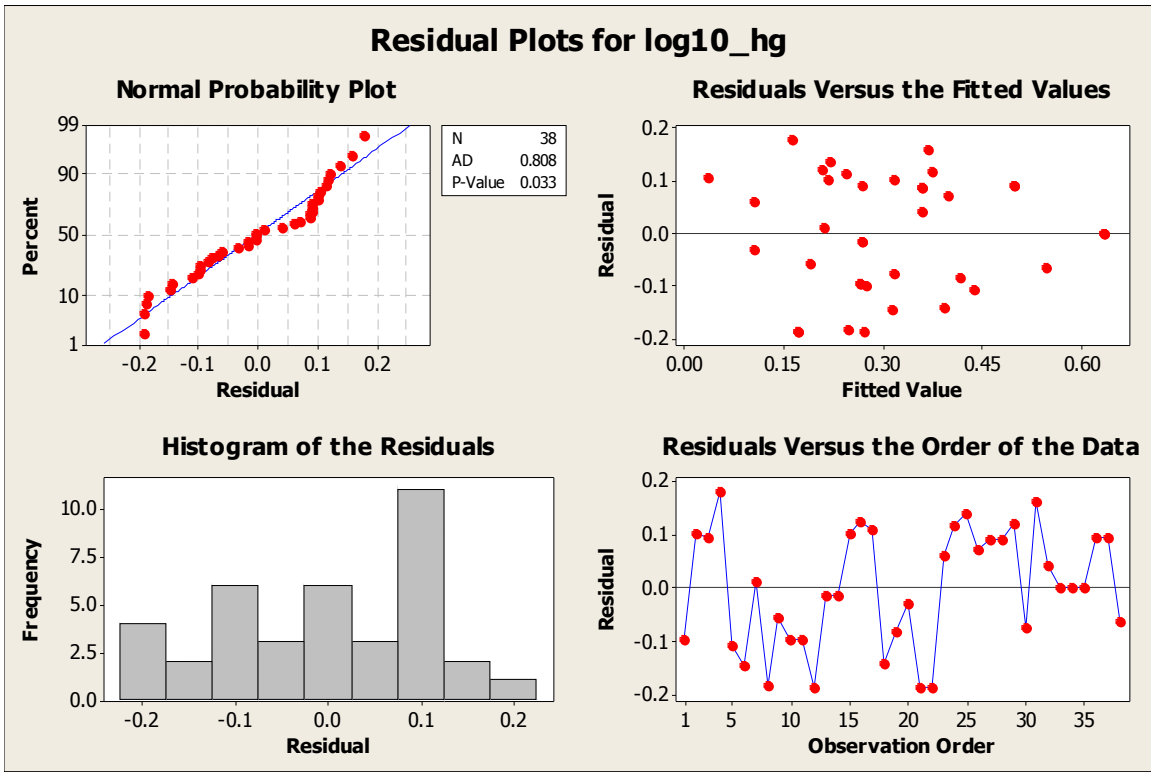 Residual Plots for log10_hg
Normal Probability Plot
99
90
50
10
1
Percent
-0.2 -0.1 0.0 0.1 0.2
Residual
N 38
AD 0.808
P-Value 0.033
Residuals Versus the Fitted Values
0.2
0.1
0.0
-0.1
-0.2
Residual
0.00 0.15 0.30 0.45 0.60
Fitted Value
Histogram of the Residuals
10.0
7.5
5.0
2.5
0.0
Frequency
-0.2 -0.1 0.0 0.1 0.2
Residual
Residuals Versus the Order of the Data
0.2
0.1
0.0
-0.1
-0.2
Residual
1 5 10 15 20 25 30 35
Observation Order